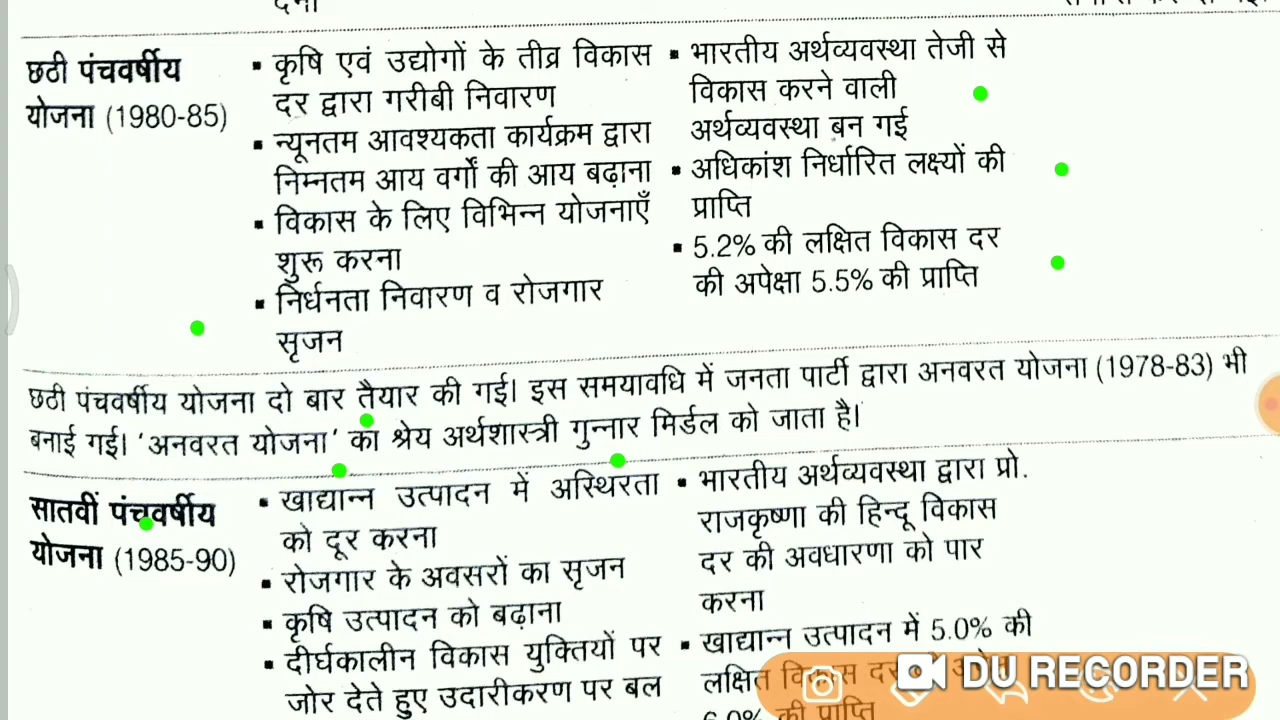 देना
छठी पंचवर्षीय
योजना (1980-85)
▪ कृषि एवं उद्योगों के तीव्र विकास
दर द्वारा गरीबी निवारण
▪ न्यूनतम आवश्यकता कार्यक्रम द्वारा
निम्नतम आय वर्गों की आय बढ़ाना
▪ विकास के लिए विभिन्न योजनाएँ
शुरू करना
▪ निर्धनता निवारण व रोजगार
सृजन
▪ भारतीय अर्थव्यवस्था तेजी से
विकास करने वाली
अर्थव्यवस्था बन गई
▪ अधिकांश निर्धारित लक्ष्यों की
प्राप्ति
▪ 5.2% की लक्षित विकास दर
की अपेक्षा 5.5% की प्राप्ति
छठी पंचवर्षीय योजना दो बार तैयार की गई। इस समयावधि में जनता पार्टी द्वारा अनवरत योजना (1978-83) भी
बनाई गई। 'अनवरत योजना' का श्रेय अर्थशास्त्री गुन्नार मिर्डल को जाता है।
सातवीं पंचवर्षीय
योजना (1985-90)
▪ खाद्यान्न उत्पादन में अस्थिरता
को दूर करना
▪ रोजगार के अवसरों का सृजन
▪ कृषि उत्पादन को बढ़ाना
▪ दीर्घकालीन विकास युक्तियों पर
जोर देते हुए उदारीकरण पर बल
▪ भारतीय अर्थव्यवस्था द्वारा प्रो.
राजकृष्णा की हिन्दू विकास
दर की अवधारणा को पार
करना
▪ खाद्यान्न उत्पादन में 5.0% की
लक्षित विकास दर
6.0% की प्राप्ति
DU RECORDER